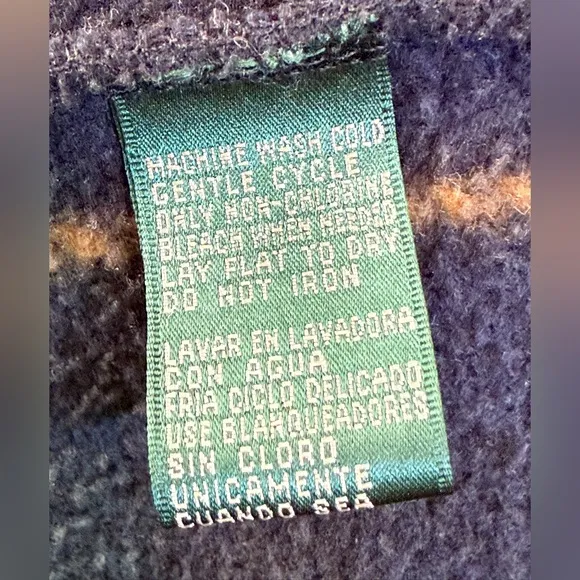 MACHINE WASH COLD
GENTLE CYCLE
ONLY NON-CHLORINE
BLEACH WHEN NEEDED
LAY FLAT TO DRY
DO NOT IRON
LAVAR EN LAVADORA
CON AGUA
FRIA CICLO DELICADO
USE BLANQUEADORES
SIN CLORO
UNICAMENTE
CUANDO SEA